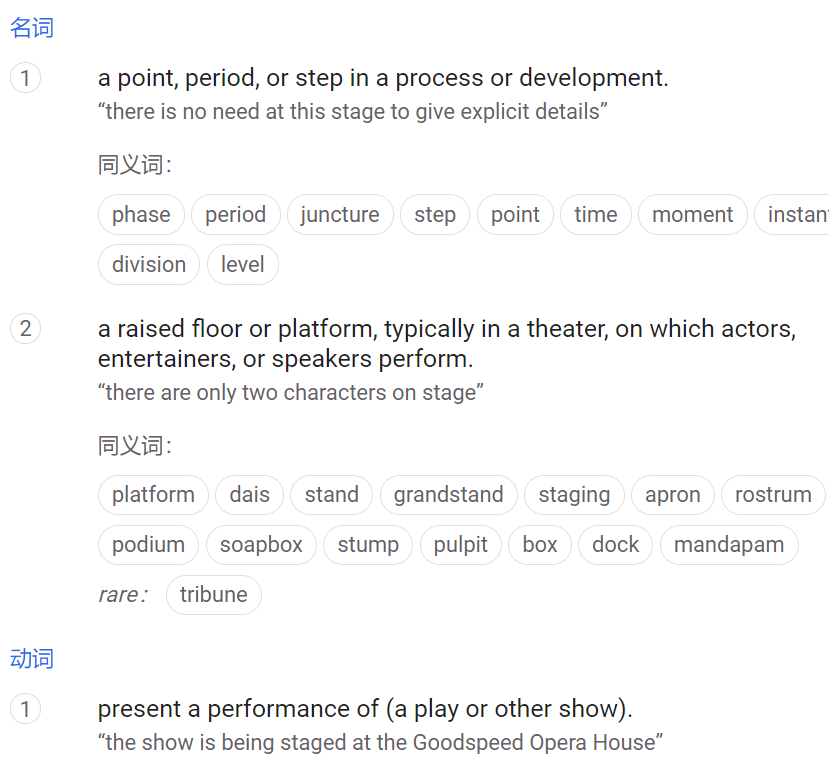 名词
1 a point, period, or step in a process or development.
“there is no need at this stage to give explicit details”
同义词：
phase period juncture step point time moment instant
division level
2 a raised floor or platform, typically in a theater, on which actors,
entertainers, or speakers perform.
“there are only two characters on stage”
同义词：
platform dais stand grandstand staging apron rostrum
podium soapbox stump pulpit box dock mandapam
rare： tribune
动词
1 present a performance of (a play or other show).
“the show is being staged at the Goodspeed Opera House”